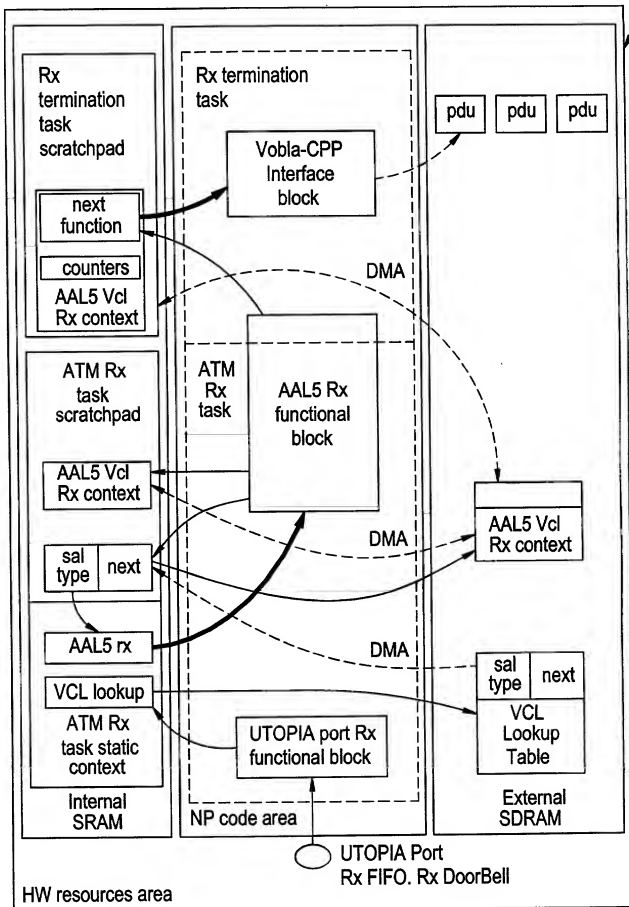 Rx
termination
task
scratchpad
next
function
counters
AAL5 Vcl
Rx context
ATM Rx
task
scratchpad
AAL5 Vcl
Rx context
sal
type
next
AAL5 rx
VCL lookup
ATM Rx
task static
context
Internal
SRAM
Rx termination
task
Vobla-CPP
Interface
block
DMA
ATM
Rx
task
AAL5 Rx
functional
block
DMA
DMA
UTOPIA port Rx
functional block
NP code area
pdu
pdu
pdu
AAL5 Vcl
Rx context
sal
type
next
VCL
Lookup
Table
External
SDRAM
UTOPIA Port
Rx FIFO. Rx DoorBell
HW resources area